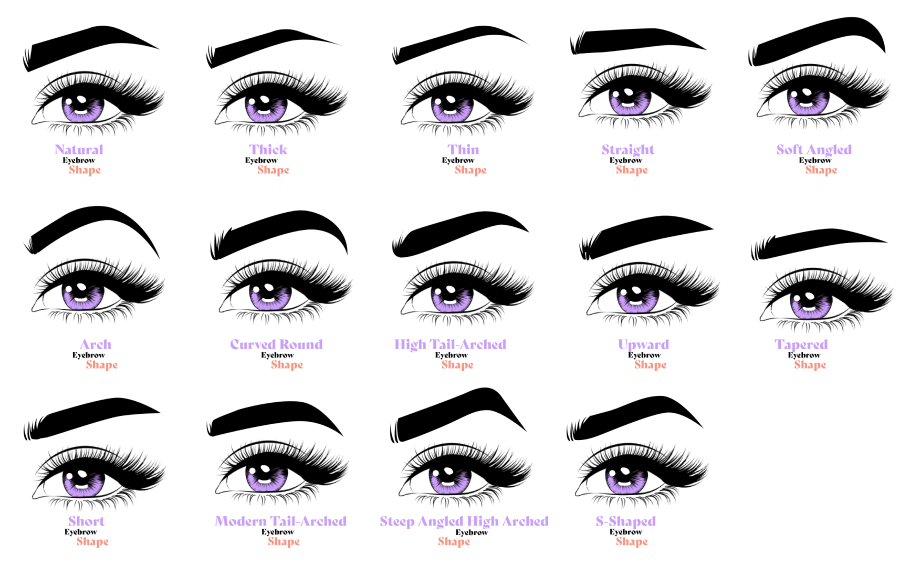 Natural
Eyebrow
Shape
Thick
Eyebrow
Shape
Thin
Eyebrow
Shape
Straight
Eyebrow
Shape
Soft Angled
Eyebrow
Shape
Arch
Eyebrow
Shape
Curved Round
Eyebrow
Shape
High Tail-Arched
Eyebrow
Shape
Upward
Eyebrow
Shape
Tapered
Eyebrow
Shape
Short
Eyebrow
Shape
Modern Tail-Arched
Eyebrow
Shape
Steep Angled High Arched
Eyebrow
Shape
S-Shaped
Eyebrow
Shape